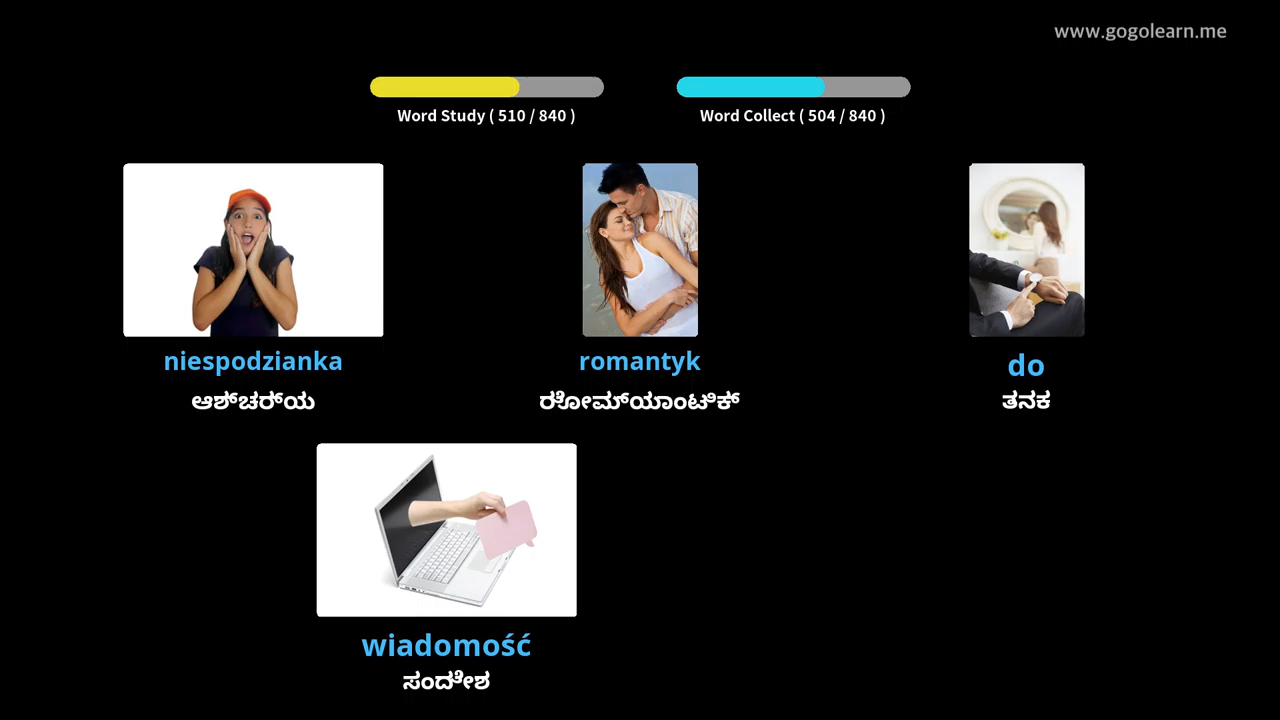 www.gogolearn.me
Word Study ( 510 / 840 )
Word Collect ( 504 / 840 )
niespodzianka
ಆಶ್ಚರ್ಯ
romantyk
ರೋಮ್ಯಾಂಟಿಕ್
do
ತನಕ
wiadomość
ಸಂದೇಶ